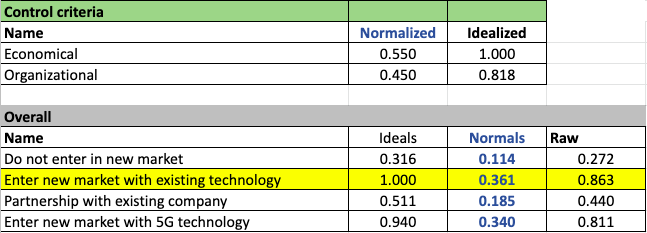 Control criteria
Name Normalized Idealized
Economical 0.550 1.000
Organizational 0.450 0.818
Overall
Name Ideals Normals Raw
Do not enter in new market 0.316 0.114 0.272
Enter new market with existing technology 1.000 0.361 0.863
Partnership with existing company 0.511 0.185 0.440
Enter new market with 5G technology 0.940 0.340 0.811